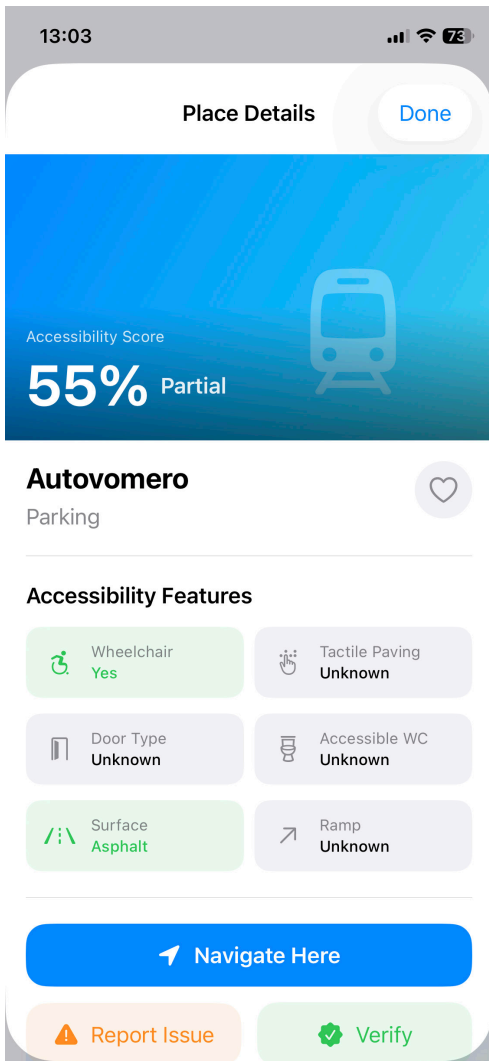 13:03
73
Place Details
Done
Accessibility Score
55% Partial
Autovomero
Parking
Accessibility Features
Wheelchair
Yes
Tactile Paving
Unknown
Door Type
Unknown
Accessible WC
Unknown
Surface
Asphalt
Ramp
Unknown
Navigate Here
Report Issue
Verify